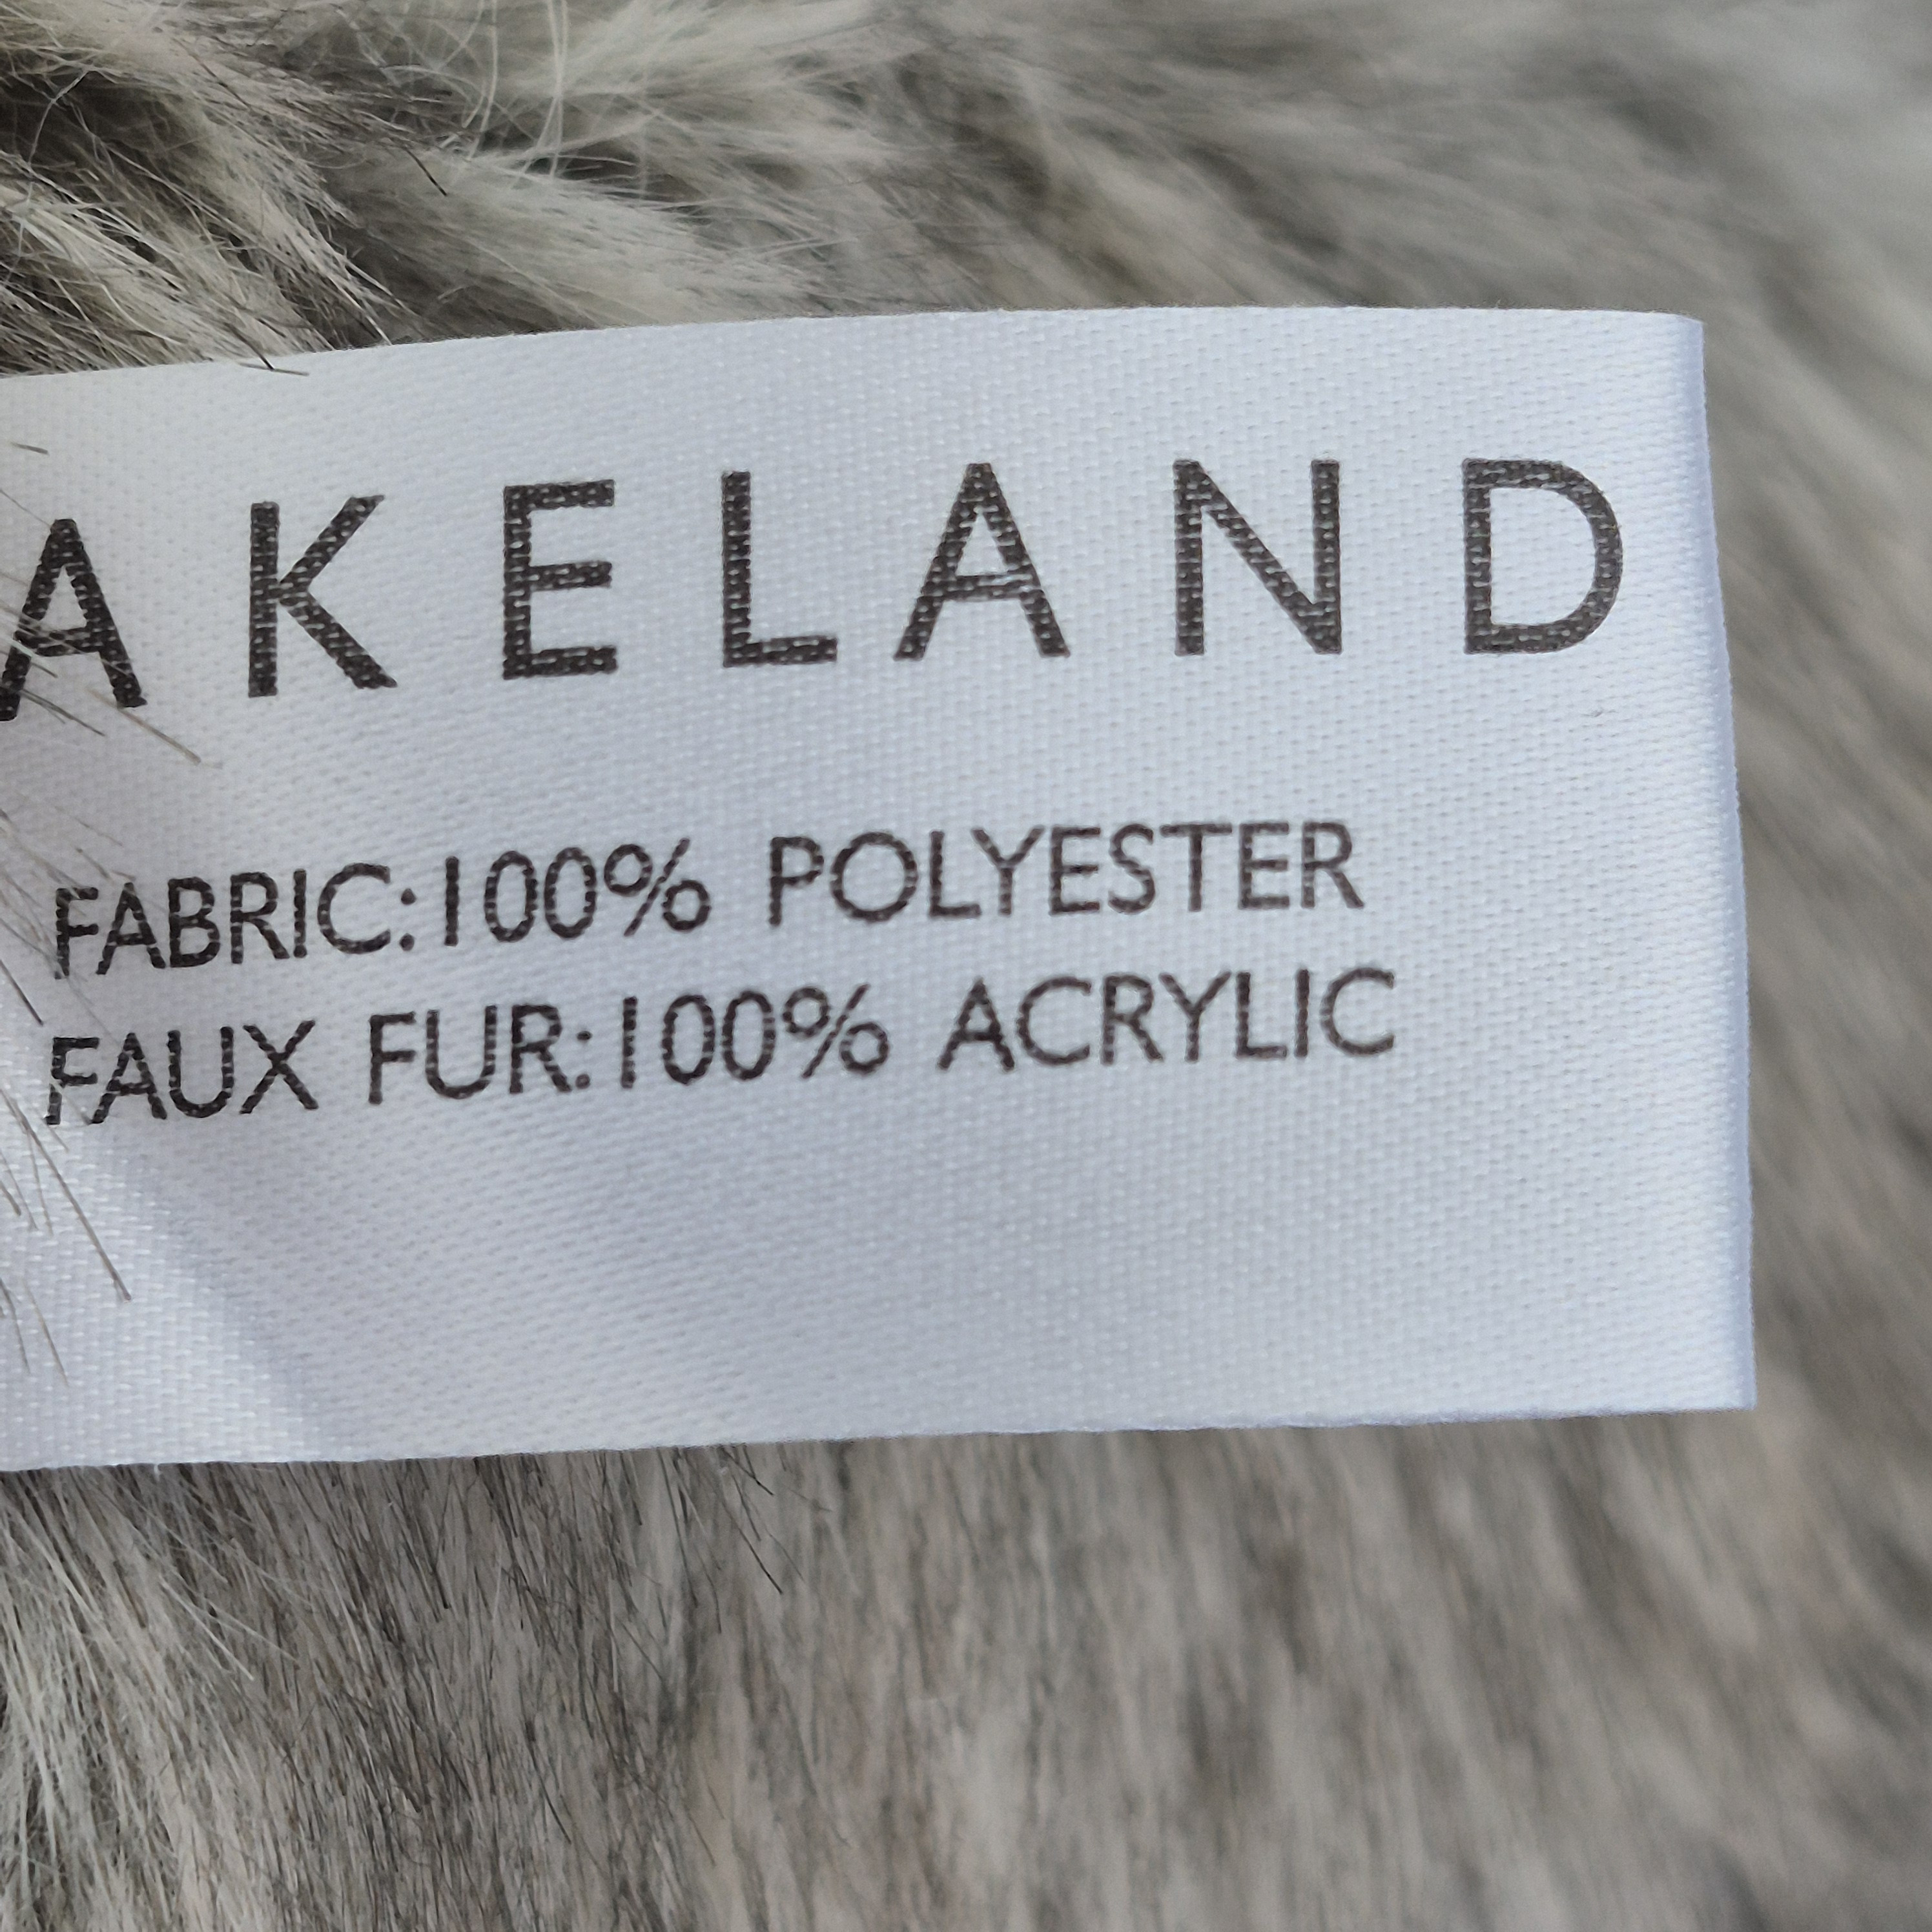 AKELAND
FABRIC:100% POLYESTER
FAUX FUR:100% ACRYLIC